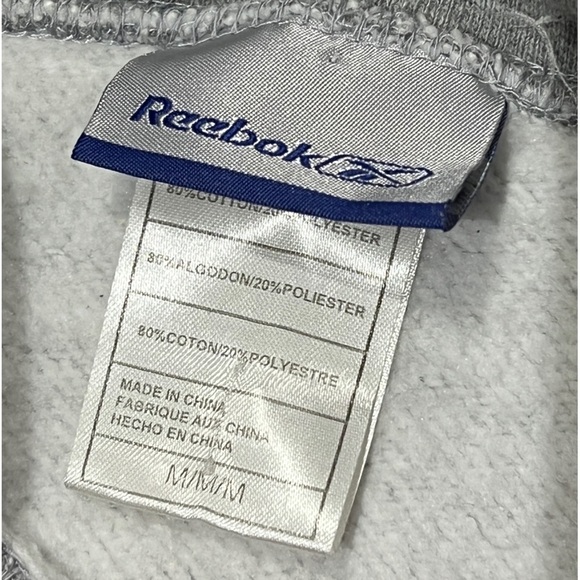 Reebok
80%COTTON/20%POLYESTER
80%ALGODON/20%POLIESTER
80%COTON/20%POLYESTRE
MADE IN CHINA
FABRIQUE AUX CHINA
HECHO EN CHINA
M/M/M